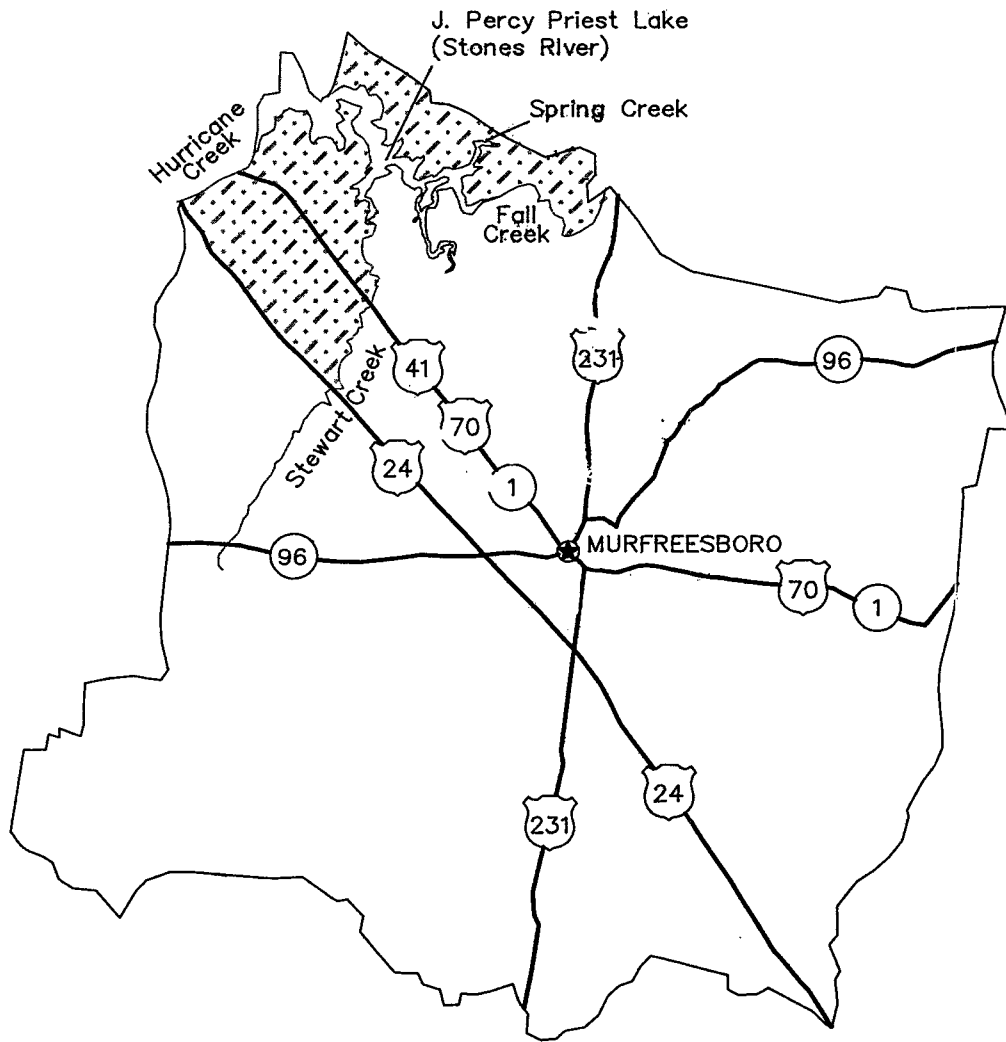 J. Percy Priest Lake
(Stones River)
Spring Creek
Hurricane
Creek
Fall
Creek
41
231
96
70
Stewart Creek
24
1
MURFREESBORO
96
70
1
24
231